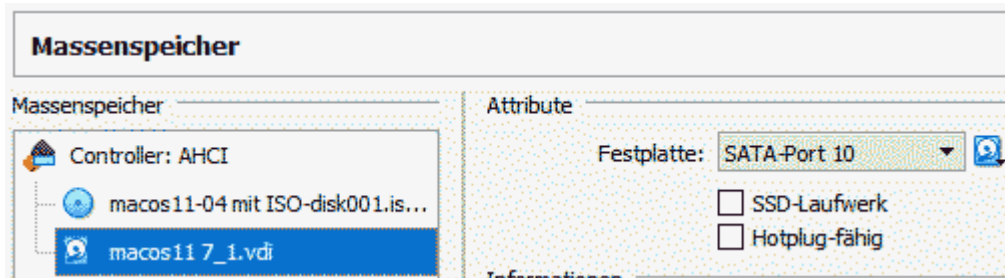 Massenspeicher
Massenspeicher
Attribute
Controller: AHCI
Festplatte: SATA-Port 10
macos11-04 mit ISO-disk001.is...
SSD-Laufwerk
Hotplug-fähig
macos11 7_1.vdi
Informationen